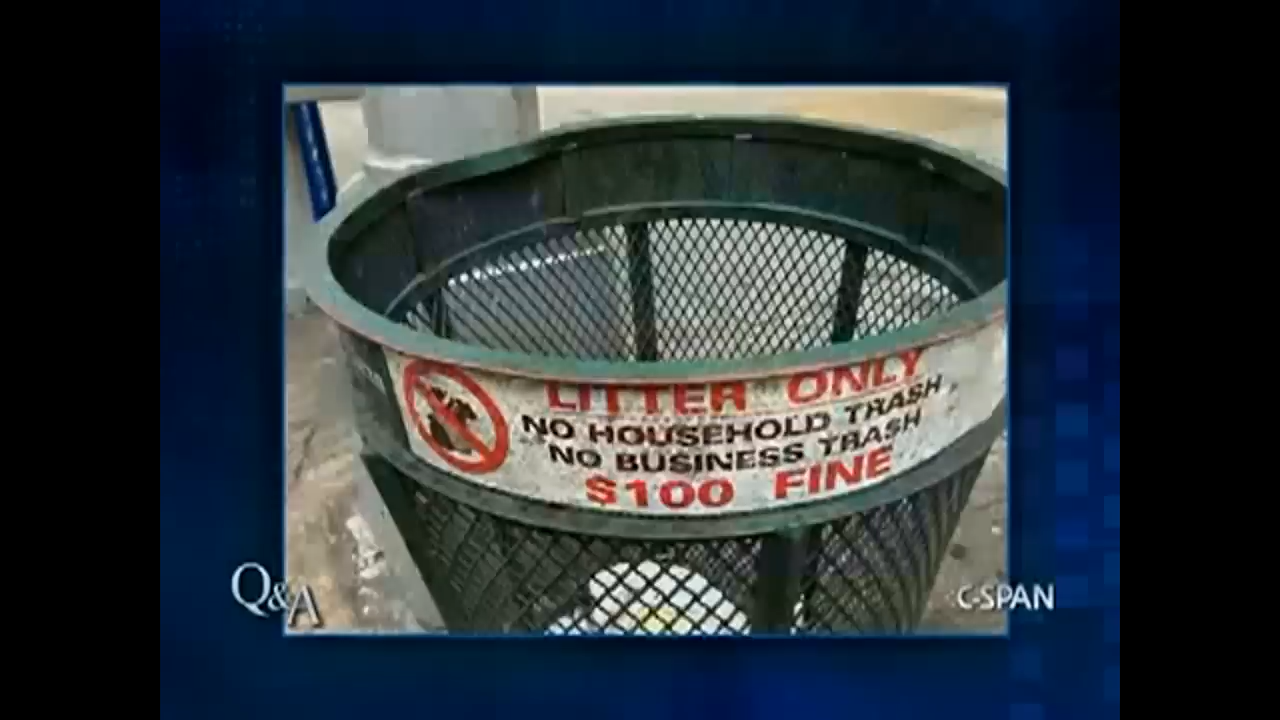 LITTER ONLY
NO HOUSEHOLD TRASH
NO BUSINESS TRASH
$100 FINE
Q&A
C-SPAN